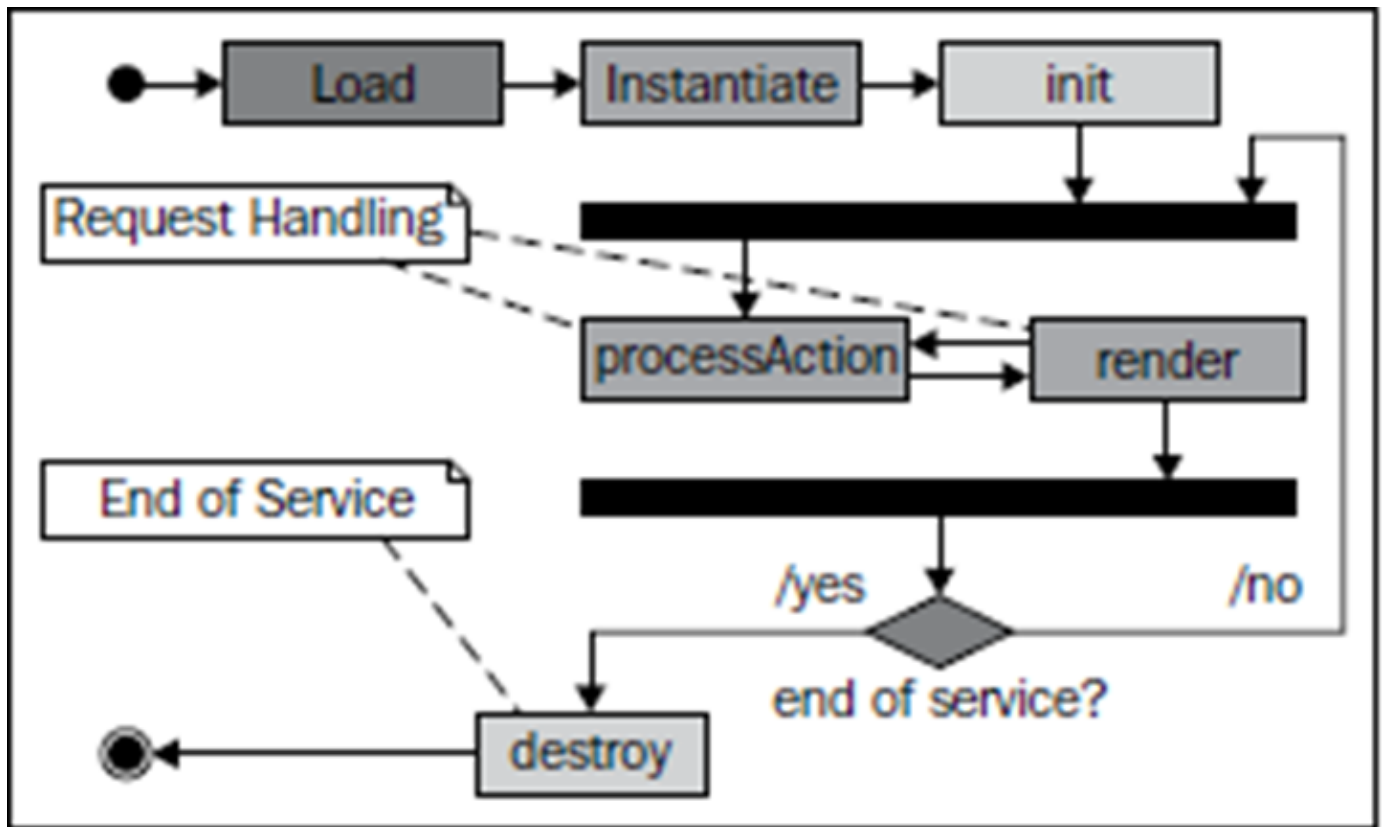 Load
Instantiate
init
Request Handling
processAction
render
End of Service
/yes
/no
end of service?
destroy